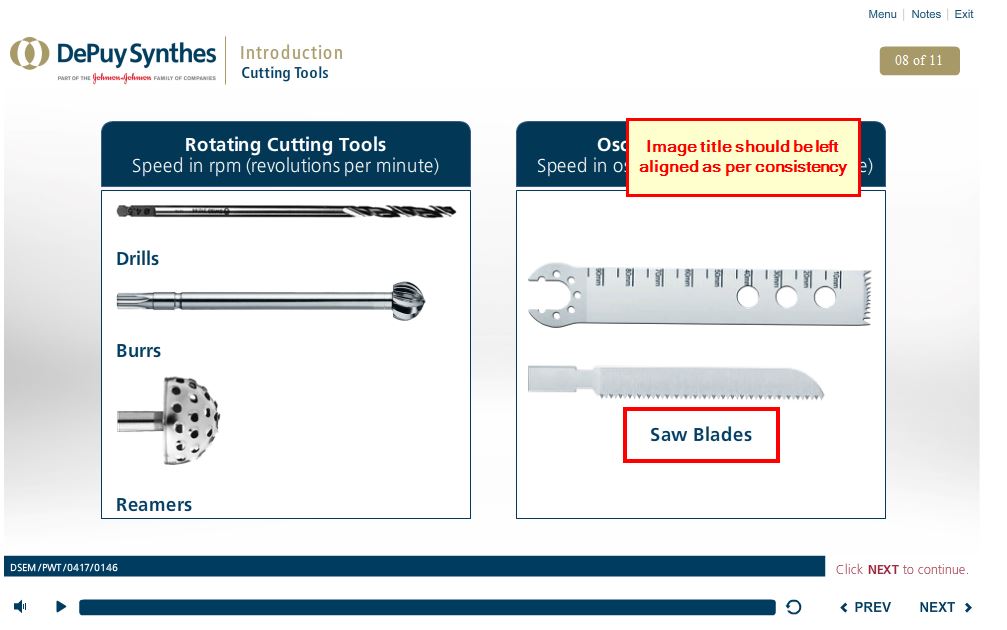 Menu | Notes | Exit
DePuy Synthes
PART OF THE Johnson & Johnson FAMILY OF COMPANIES
Introduction
Cutting Tools
08 of 11
Rotating Cutting Tools
Speed in rpm (revolutions per minute)
Osc
Speed in os
e)
Image title should be left
aligned as per consistency
Drills
Burrs
Reamers
90mm 80mm 70mm 60mm 50mm 40mm 30mm 20mm 10mm
Saw Blades
DSEM/PWT/0417/0146
Click NEXT to continue.
PREV
NEXT